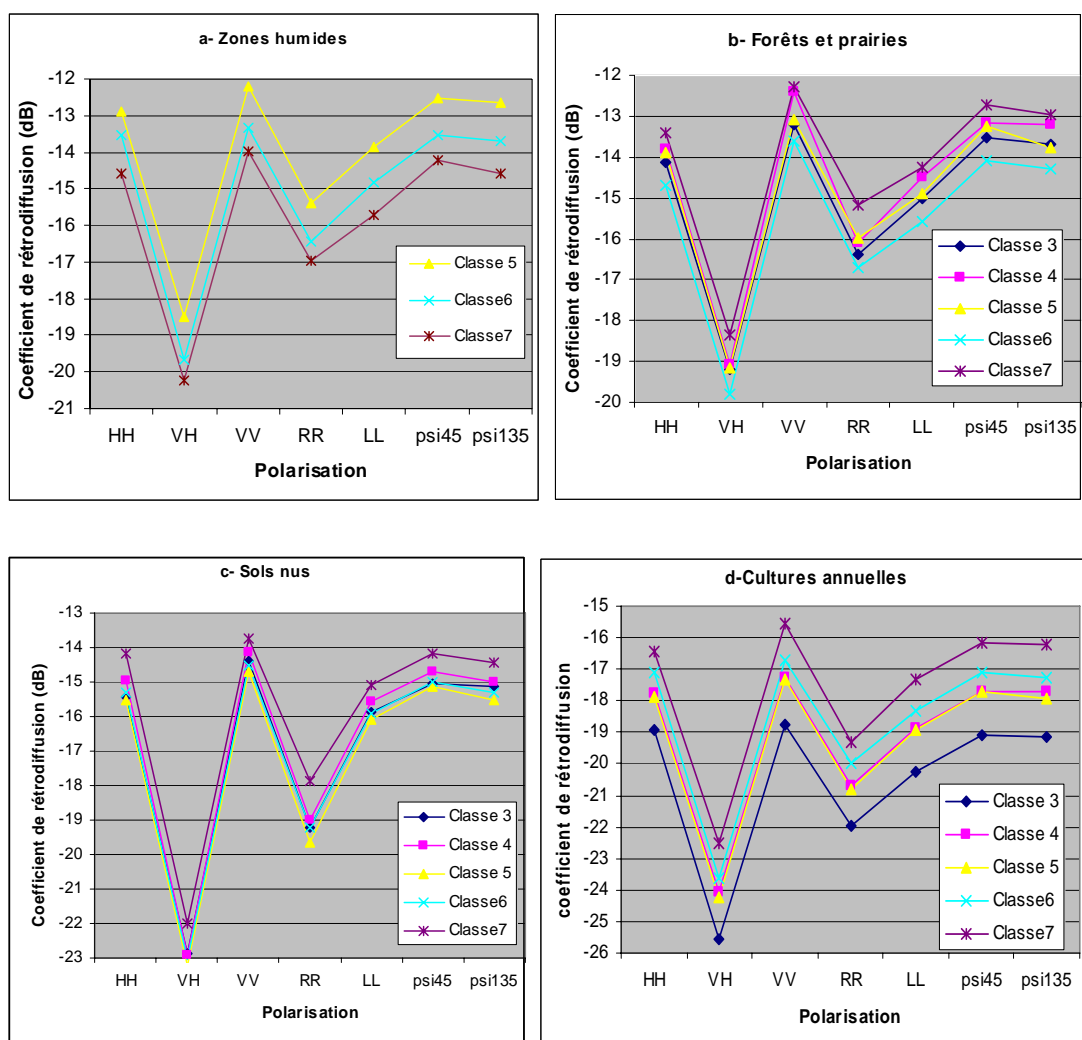 a- Zones humides
Coefficient de rétrodiffusion (dB)
-12
-13
-14
-15
-16
-17
-18
-19
-20
-21
HH VH VV RR LL psi45 psi135
Polarisation
Classe 5
Classe6
Classe7
b- Forêts et prairies
Coefficient de rétrodiffusion (dB)
-12
-13
-14
-15
-16
-17
-18
-19
-20
HH VH VV RR LL psi45 psi135
Polarisation
Classe 3
Classe 4
Classe 5
Classe6
Classe7
c- Sols nus
Coefficient de rétrodiffusion (dB)
-13
-14
-15
-16
-17
-18
-19
-20
-21
-22
-23
HH VH VV RR LL psi45 psi135
Polarisation
Classe 3
Classe 4
Classe 5
Classe6
Classe7
d-Cultures annuelles
coefficient de rétrodiffusion
-15
-16
-17
-18
-19
-20
-21
-22
-23
-24
-25
-26
HH VH VV RR LL psi45 psi135
Polarisation
Classe 3
Classe 4
Classe 5
Classe6
Classe7